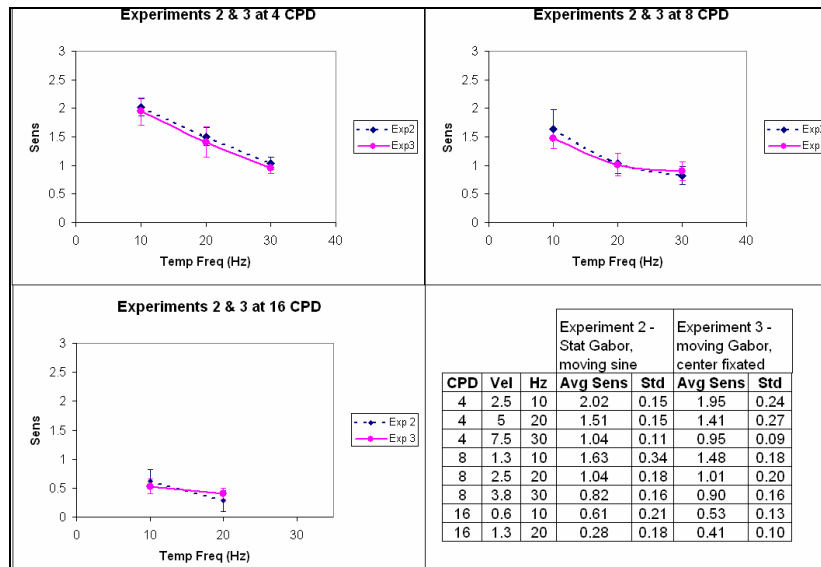 Experiments 2 & 3 at 4 CPD
3
2.5
2
1.5
1
0.5
0
Sens
0 10 20 30 40
Temp Freq (Hz)
Exp2
Exp3
Experiments 2 & 3 at 8 CPD
3
2.5
2
1.5
1
0.5
0
0 10 20 30 40
Temp Freq (Hz)
Exp
Exp
Experiments 2 & 3 at 16 CPD
3
2.5
2
1.5
1
0.5
0
Sens
0 10 20 30
Temp Freq (Hz)
Exp 2
Exp 3
Experiment 2 - Experiment 3 -
Stat Gabor, moving Gabor,
moving sine center fixated
CPD Vel Hz Avg Sens Std Avg Sens Std
4 2.5 10 2.02 0.15 1.95 0.24
4 5 20 1.51 0.15 1.41 0.27
4 7.5 30 1.04 0.11 0.95 0.09
8 1.3 10 1.63 0.34 1.48 0.18
8 2.5 20 1.04 0.18 1.01 0.20
8 3.8 30 0.82 0.16 0.90 0.16
16 0.6 10 0.61 0.21 0.53 0.13
16 1.3 20 0.28 0.18 0.41 0.10